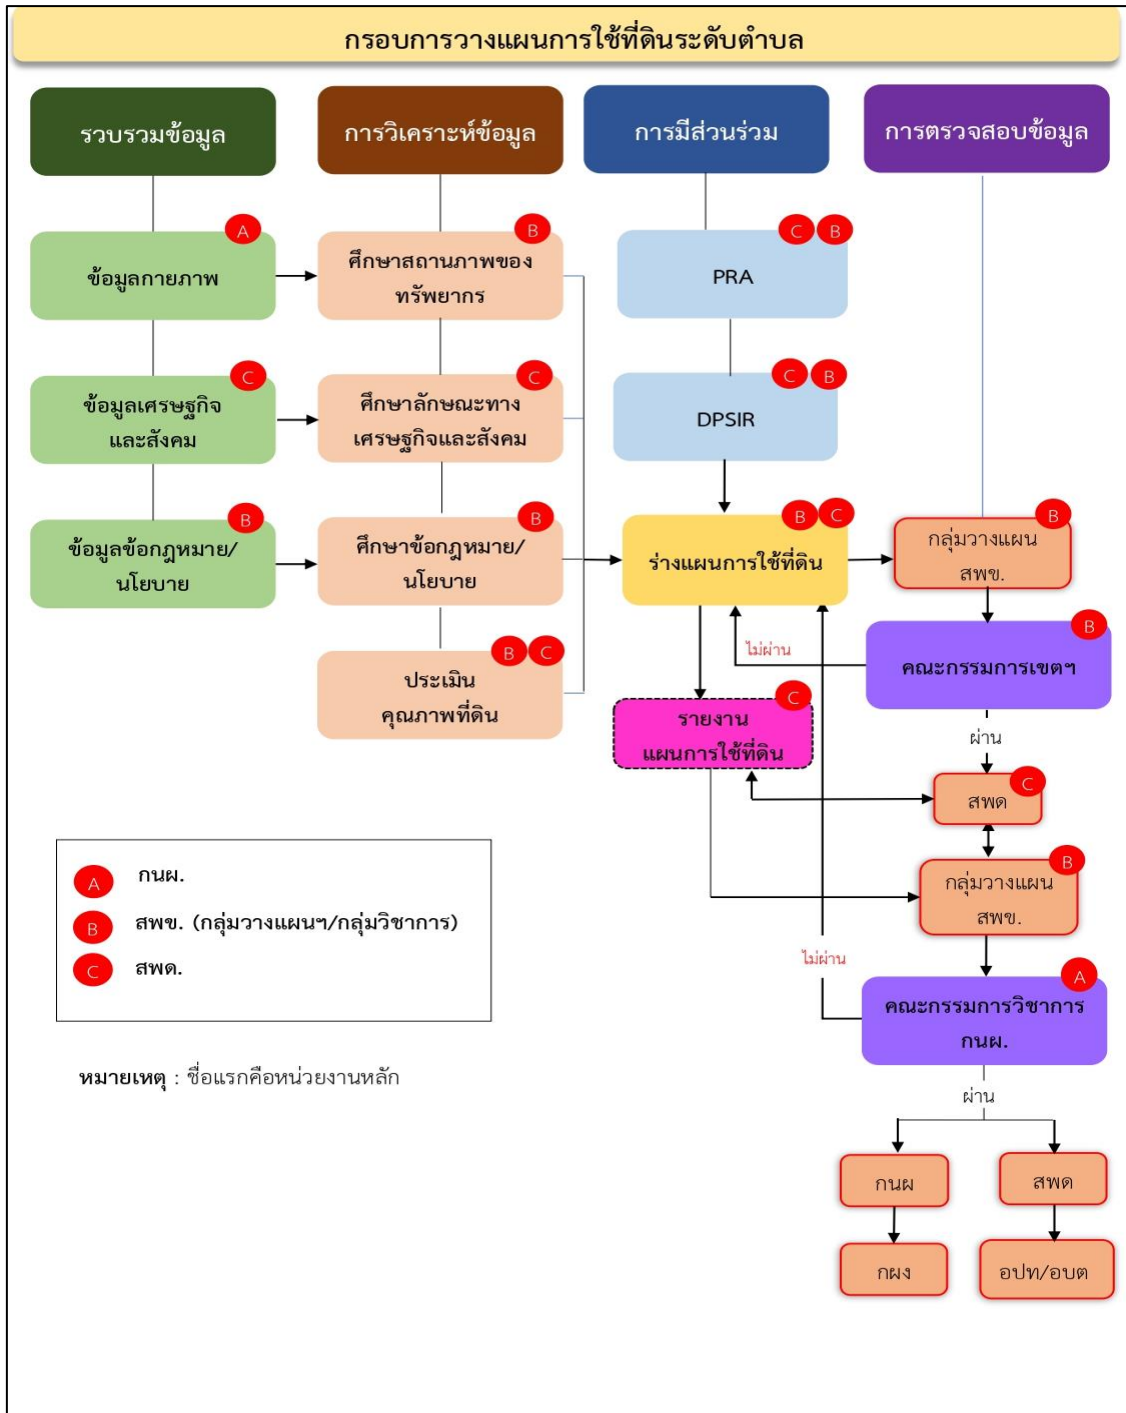 กรอบการวางแผนการใช้ที่ดินระดับตำบล
รวบรวมข้อมูล
การวิเคราะห์ข้อมูล
การมีส่วนร่วม
การตรวจสอบข้อมูล
A
ข้อมูลกายภาพ
B
ศึกษาสถานภาพของ
ทรัพยากร
C B
PRA
C
ข้อมูลเศรษฐกิจ
และสังคม
C
ศึกษาลักษณะทาง
เศรษฐกิจและสังคม
C B
DPSIR
B
ข้อมูลข้อกฎหมาย/
นโยบาย
B
ศึกษาข้อกฎหมาย/
นโยบาย
B C
ร่างแผนการใช้ที่ดิน
B
กลุ่มวางแผน
สพข.
B C
ประเมิน
คุณภาพที่ดิน
ไม่ผ่าน
B
คณะกรรมการเขตฯ
C
รายงาน
แผนการใช้ที่ดิน
ผ่าน
C
สพด
B
กลุ่มวางแผน
สพข.
A กนผ.
B สพข. (กลุ่มวางแผนฯ/กลุ่มวิชาการ)
C สพด.
ไม่ผ่าน
A
คณะกรรมการวิชาการ
กนผ.
หมายเหตุ : ชื่อแรกคือหน่วยงานหลัก
ผ่าน
กนผ
สพด
กผง
อปท/อบต